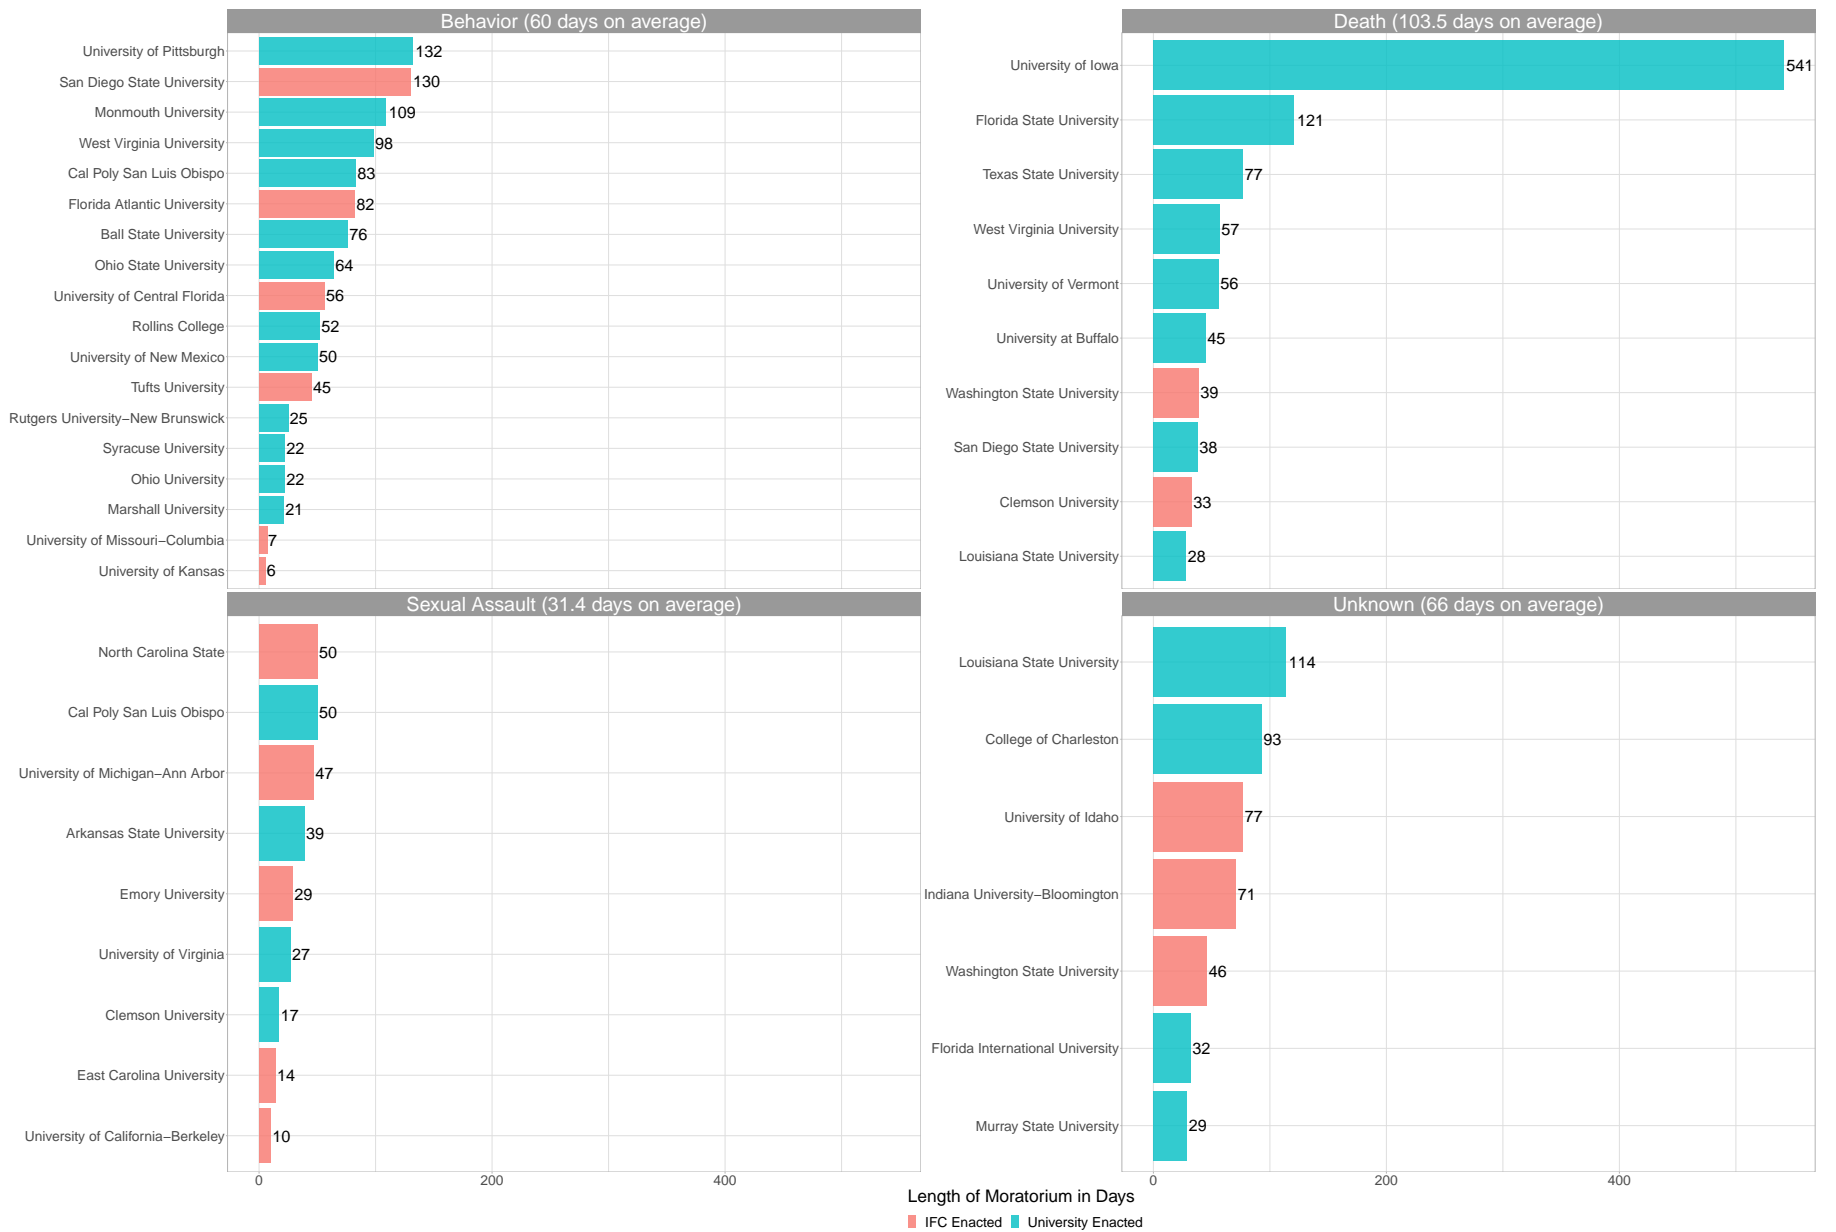 Behavior (60 days on average)
University of Pittsburgh 132
San Diego State University 130
Monmouth University 109
West Virginia University 98
Cal Poly San Luis Obispo 83
Florida Atlantic University 82
Ball State University 76
Ohio State University 64
University of Central Florida 56
Rollins College 52
University of New Mexico 50
Tufts University 45
Rutgers University−New Brunswick 25
Syracuse University 22
Ohio University 22
Marshall University 21
University of Missouri−Columbia 7
University of Kansas 6
Death (103.5 days on average)
University of Iowa 541
Florida State University 121
Texas State University 77
West Virginia University 57
University of Vermont 56
University at Buffalo 45
Washington State University 39
San Diego State University 38
Clemson University 33
Louisiana State University 28
Sexual Assault (31.4 days on average)
North Carolina State 50
Cal Poly San Luis Obispo 50
University of Michigan−Ann Arbor 47
Arkansas State University 39
Emory University 29
University of Virginia 27
Clemson University 17
East Carolina University 14
University of California−Berkeley 10
0 200 400
Unknown (66 days on average)
Louisiana State University 114
College of Charleston 93
University of Idaho 77
Indiana University−Bloomington 71
Washington State University 46
Florida International University 32
Murray State University 29
0 200 400
Length of Moratorium in Days
IFC Enacted University Enacted